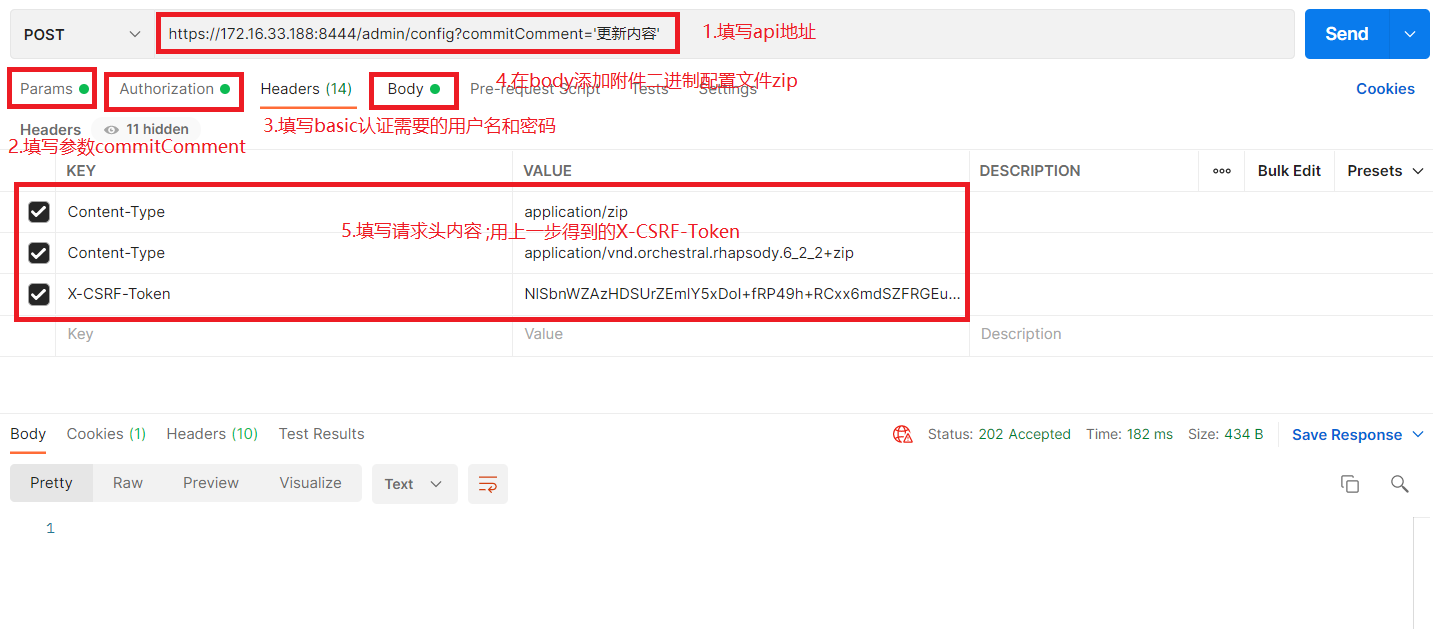 POST
https://172.16.33.188:8444/admin/config?commitComment='更新内容'
1.填写api地址
Send
Params
Authorization
Headers (14)
Body
Pre-request Script
Tests
Settings
4.在body添加附件二进制配置文件zip
Cookies
Headers
11 hidden
3.填写basic认证需要的用户名和密码
2.填写参数commitComment
KEY
VALUE
DESCRIPTION
Bulk Edit
Presets
Content-Type
application/zip
5.填写请求头内容;用上一步得到的X-CSRF-Token
Content-Type
application/vnd.orchestral.rhapsody.6_2_2+zip
X-CSRF-Token
NlSbnWZAzHDSUrZEmlY5xDoI+fRP49h+RCxx6mdSZFRGEu...
Key
Value
Description
Body
Cookies (1)
Headers (10)
Test Results
Status: 202 Accepted
Time: 182 ms
Size: 434 B
Save Response
Pretty
Raw
Preview
Visualize
Text
1